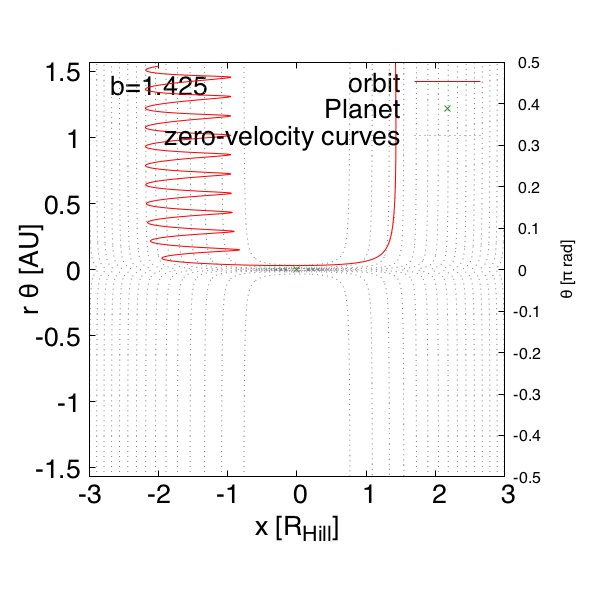 b=1.425
orbit
Planet
zero-velocity curves
1.5
1
0.5
0
-0.5
-1
-1.5
r θ [AU]
0.5
0.4
0.3
0.2
0.1
0
-0.1
-0.2
-0.3
-0.4
-0.5
θ [π rad]
-3 -2 -1 0 1 2 3
x [RHill]